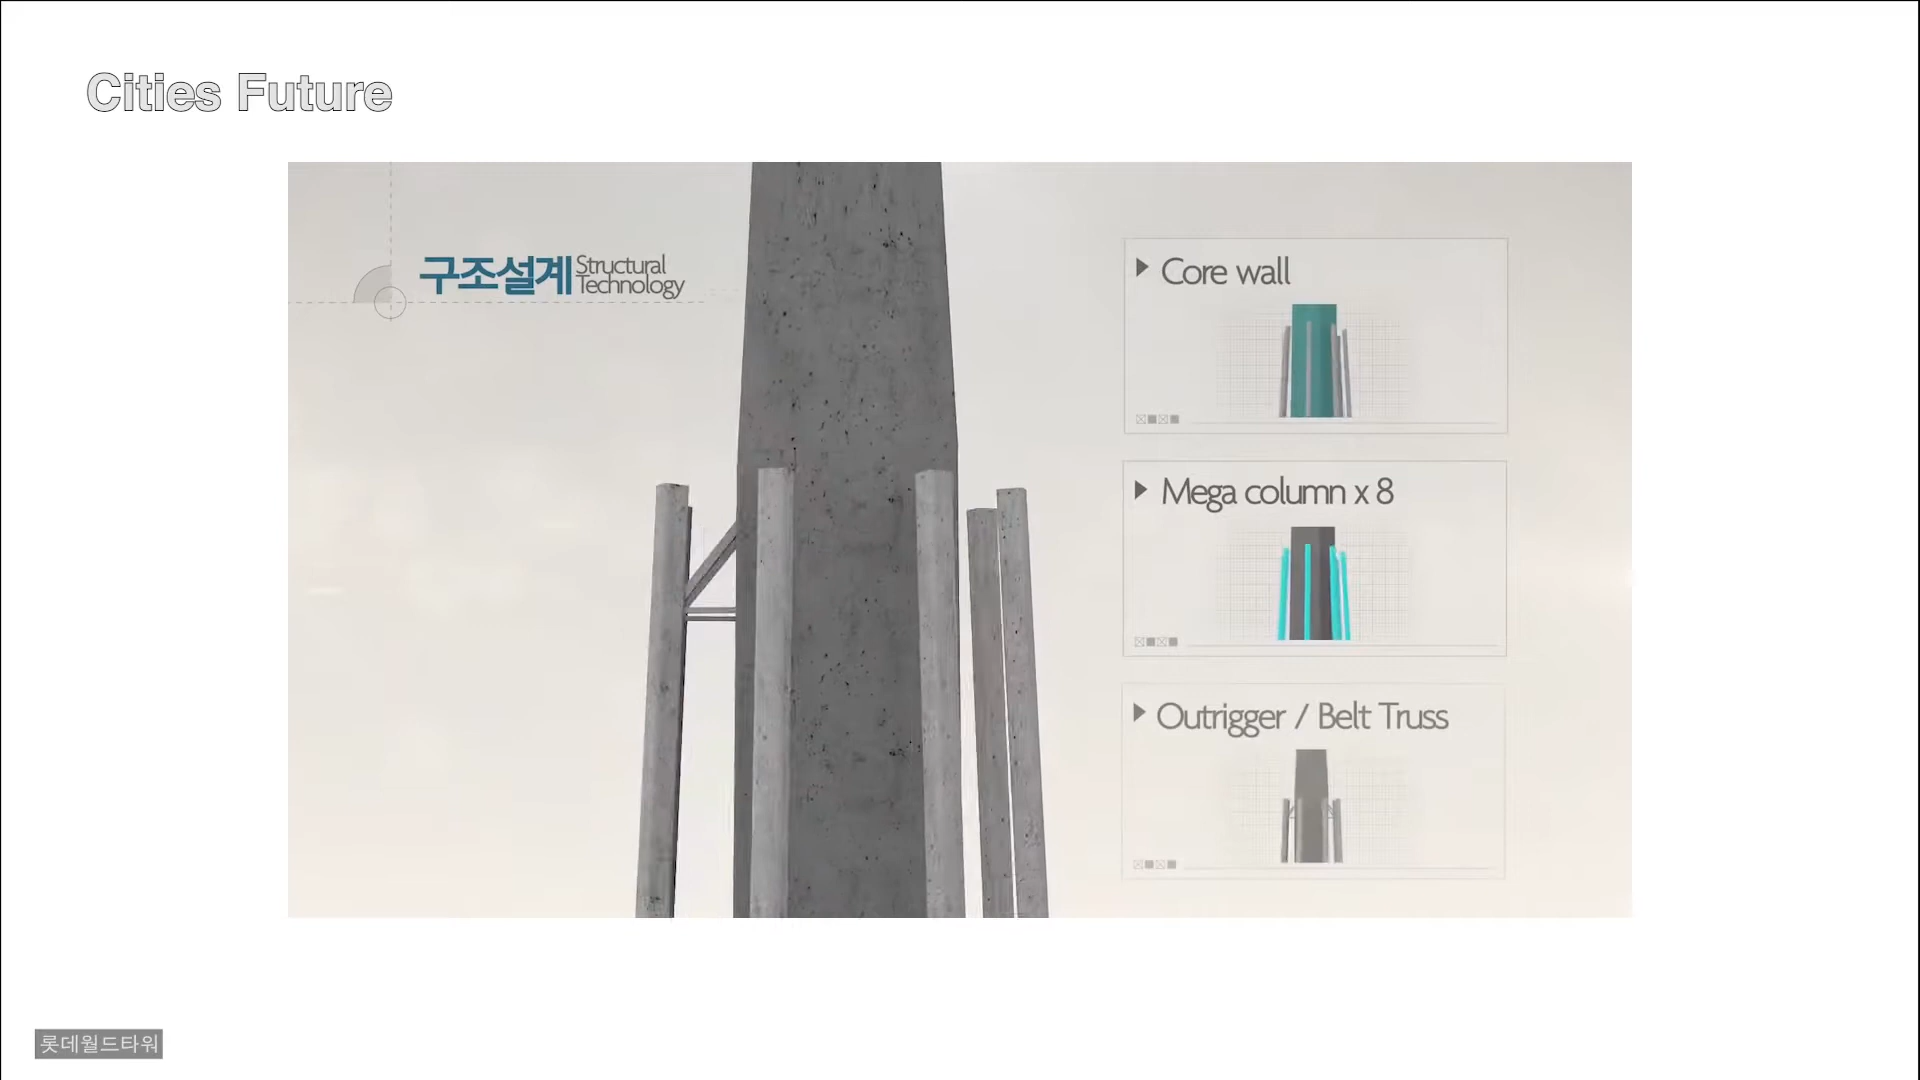 Cities Future
구조설계 Structural
Technology
Core wall
Mega column x 8
Outrigger / Belt Truss
롯데월드타워